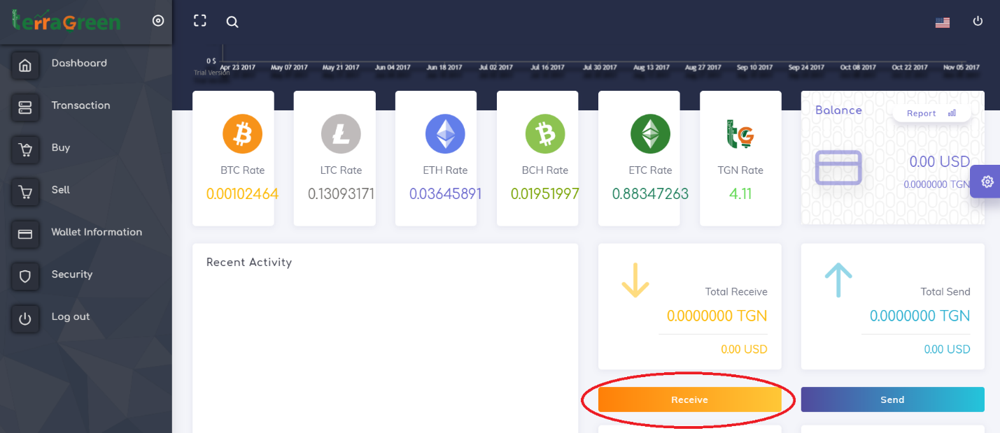 terraGreen
Dashboard
Transaction
Buy
Sell
Wallet Information
Security
Log out
0 $
Apr 23 2017 May 07 2017 May 21 2017 Jun 04 2017 Jun 18 2017 Jul 02 2017 Jul 16 2017 Jul 30 2017 Aug 13 2017 Aug 27 2017 Sep 10 2017 Sep 24 2017 Oct 08 2017 Oct 22 2017 Nov 05 2017
Trial Version
BTC Rate
0.00102464
LTC Rate
0.13093171
ETH Rate
0.03645891
BCH Rate
0.01951997
ETC Rate
0.88347263
tG
TGN Rate
4.11
Balance
Report
0.00 USD
0.0000000 TGN
Recent Activity
Total Receive
0.0000000 TGN
0.00 USD
Receive
Total Send
0.0000000 TGN
0.00 USD
Send